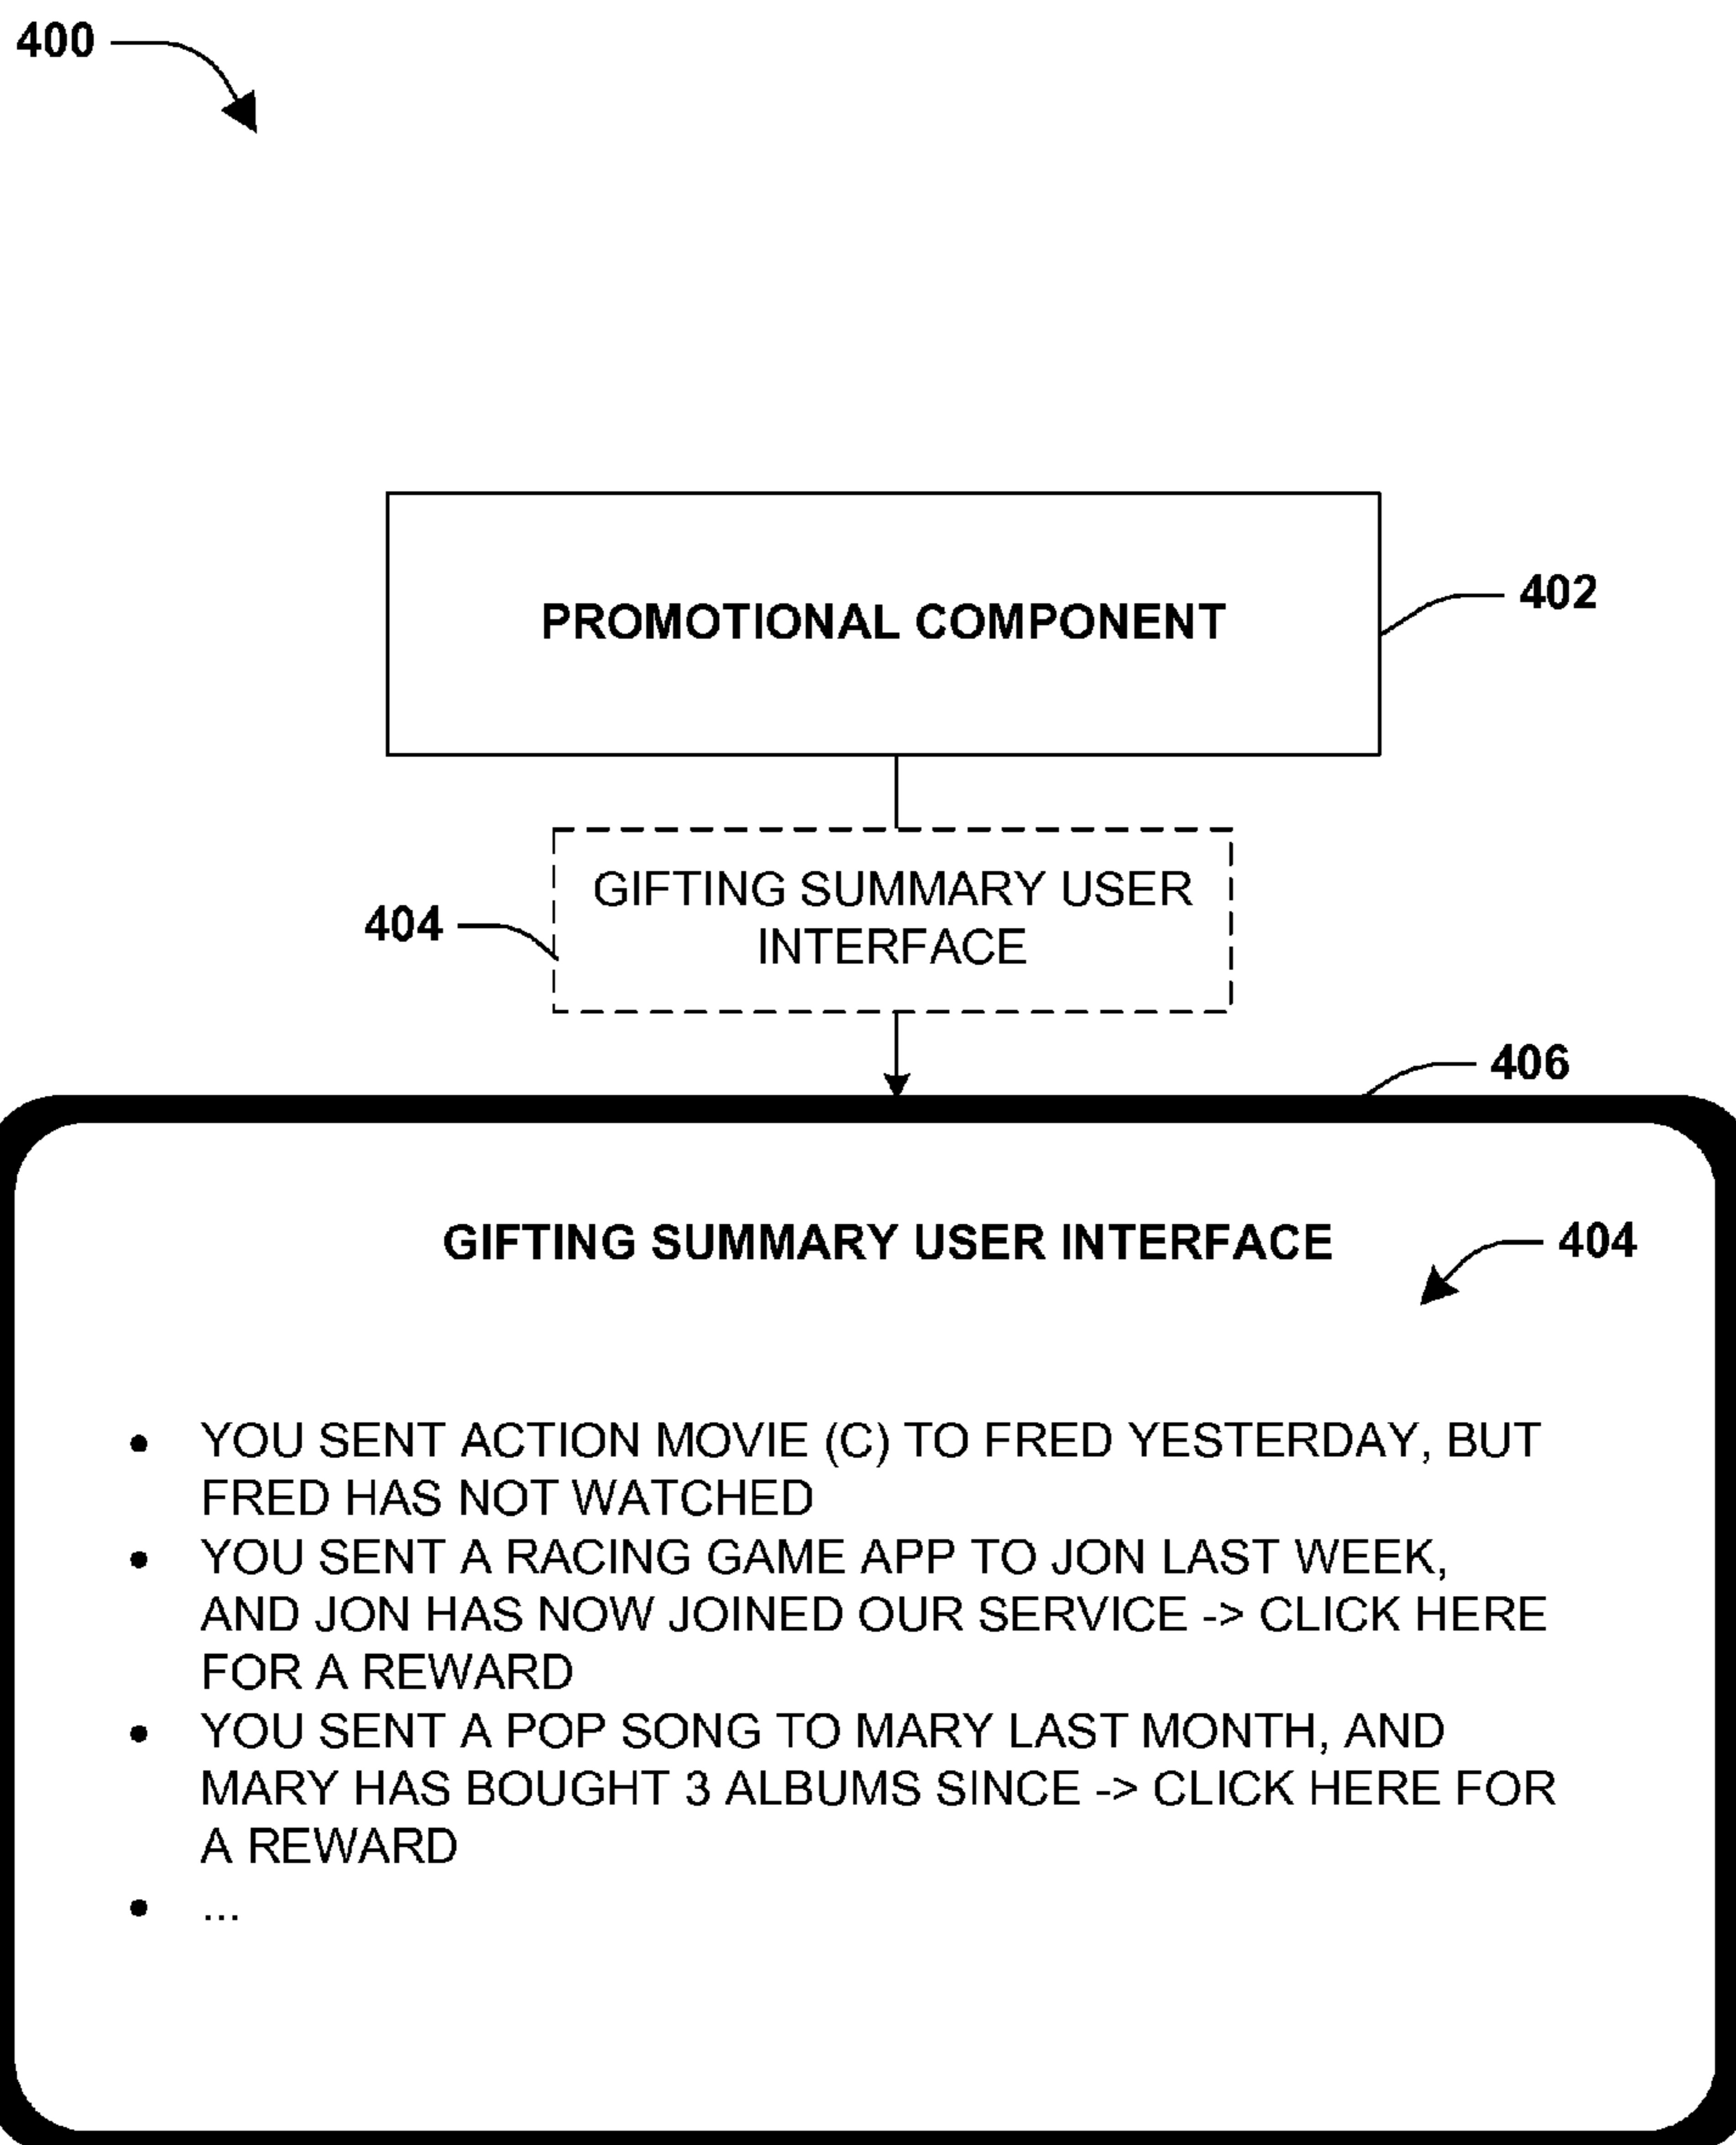 400
PROMOTIONAL COMPONENT
402
GIFTING SUMMARY USER
INTERFACE
404
406
GIFTING SUMMARY USER INTERFACE
404
• YOU SENT ACTION MOVIE (C) TO FRED YESTERDAY, BUT
FRED HAS NOT WATCHED
• YOU SENT A RACING GAME APP TO JON LAST WEEK,
AND JON HAS NOW JOINED OUR SERVICE -> CLICK HERE
FOR A REWARD
• YOU SENT A POP SONG TO MARY LAST MONTH, AND
MARY HAS BOUGHT 3 ALBUMS SINCE -> CLICK HERE FOR
A REWARD
• ...